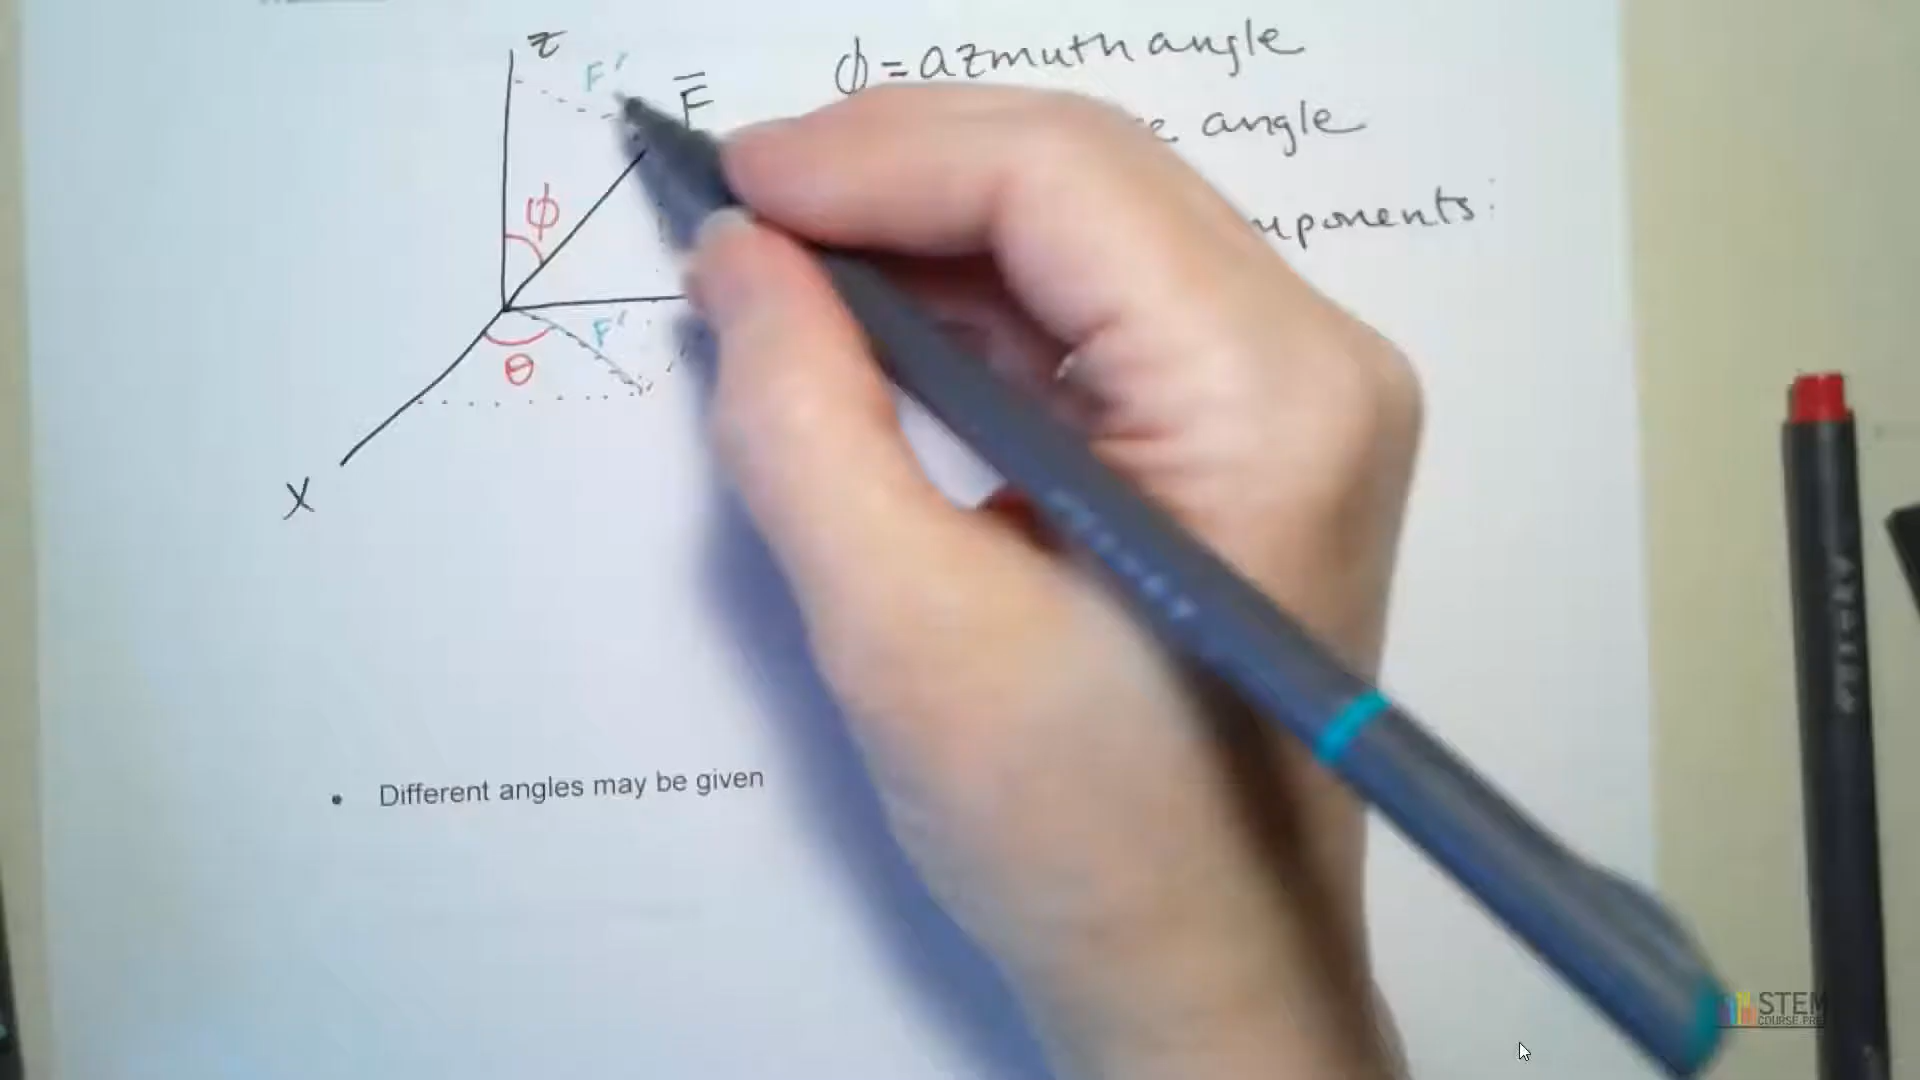 z
F'
F
ϕ = azmuth angle
angle
ϕ
F'
θ
X
• Different angles may be given
STEM